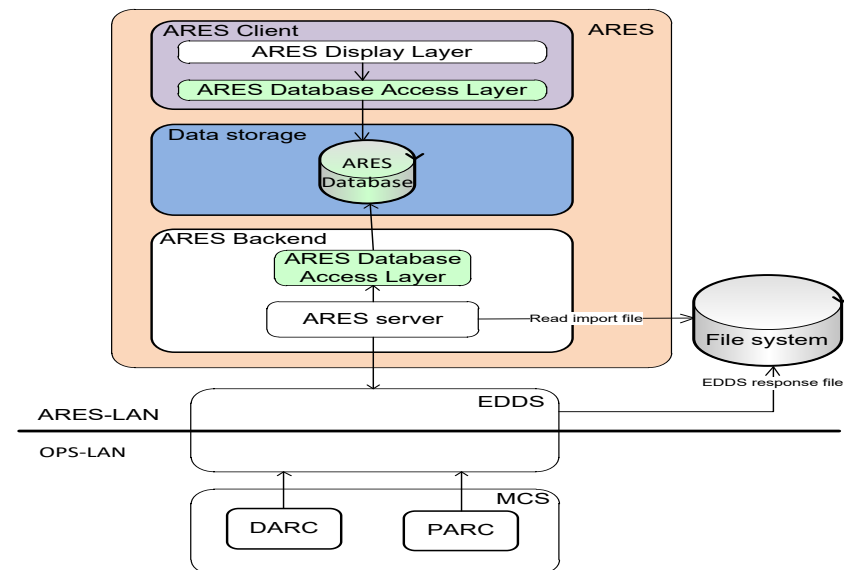 ARES Client
ARES
ARES Display Layer
ARES Database Access Layer
Data storage
ARES
Database
ARES Backend
ARES Database
Access Layer
ARES server
Read import file
File system
EDDS response file
EDDS
ARES-LAN
OPS-LAN
MCS
DARC
PARC